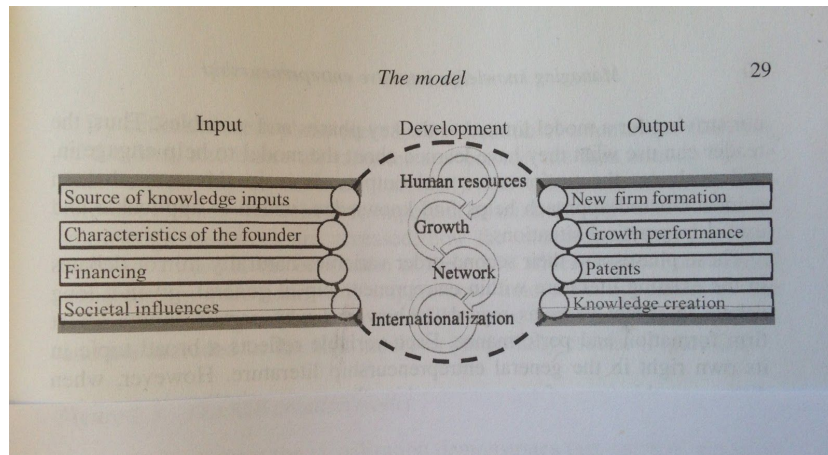 The model
29
Input
Development
Output
Source of knowledge inputs
Characteristics of the founder
Financing
Societal influences
Human resources
Growth
Network
Internationalization
New firm formation
Growth performance
Patents
Knowledge creation